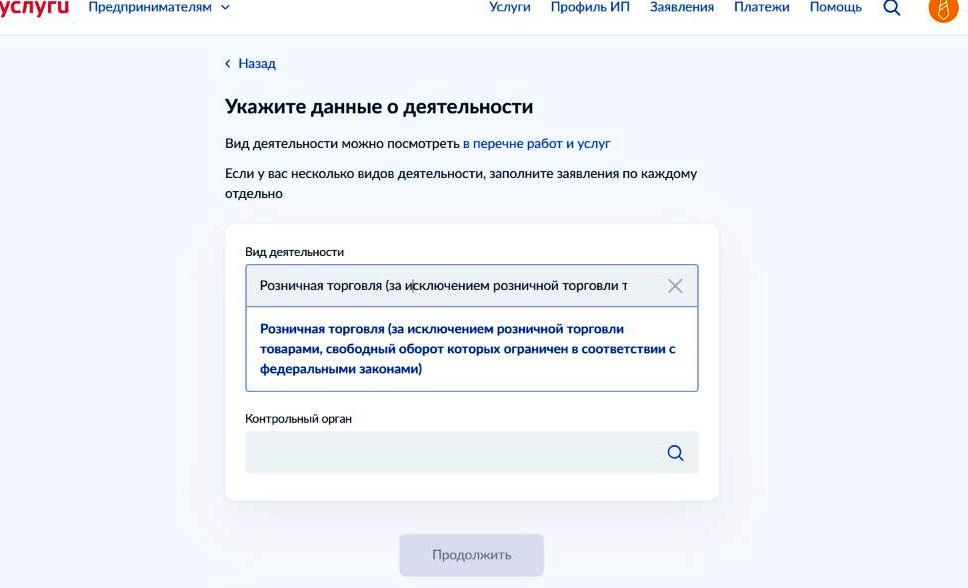 услуги Предпринимателям Услуги Профиль ИП Заявления Платежи Помощь
Назад
Укажите данные о деятельности
Вид деятельности можно посмотреть в перечне работ и услуг
Если у вас несколько видов деятельности, заполните заявления по каждому
отдельно
Вид деятельности
Розничная торговля (за исключением розничной торговли т
Розничная торговля (за исключением розничной торговли
товарами, свободный оборот которых ограничен в соответствии с
федеральными законами)
Контрольный орган
Продолжить